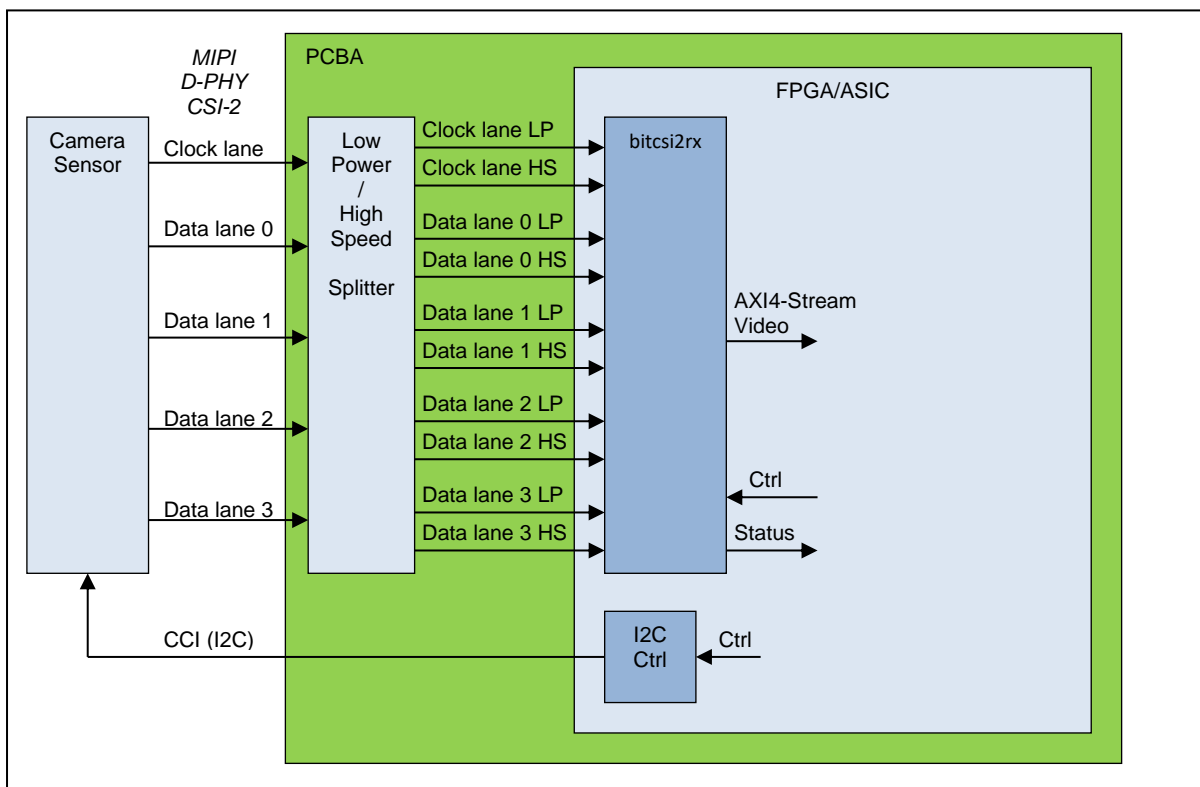 MIPI
D-PHY
CSI-2
PCBA
FPGA/ASIC
Camera
Sensor
Clock lane
Data lane 0
Data lane 1
Data lane 2
Data lane 3
Low
Power
/
High
Speed
Splitter
Clock lane LP
Clock lane HS
Data lane 0 LP
Data lane 0 HS
Data lane 1 LP
Data lane 1 HS
Data lane 2 LP
Data lane 2 HS
Data lane 3 LP
Data lane 3 HS
bitcsi2rx
AXI4-Stream
Video
Ctrl
Status
CCI (I2C)
I2C
Ctrl
Ctrl